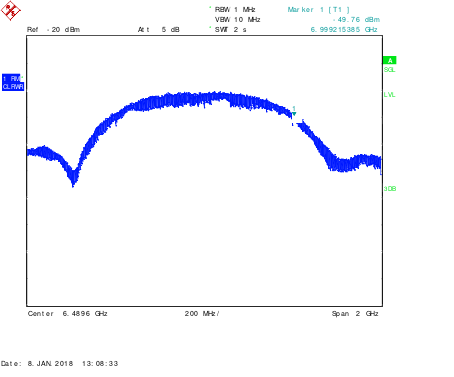 * RBW 1 MHz Marker 1 [T1 ]
VBW 10 MHz -49.76 dBm
Ref -20 dBm Att 5 dB * SWT 2 s 6.999215385 GHz
A
SGL
1 RM*
CLRWR
LVL
1
3DB
Center 6.4896 GHz 200 MHz/ Span 2 GHz
Date: 8.JAN.2018 13:08:33